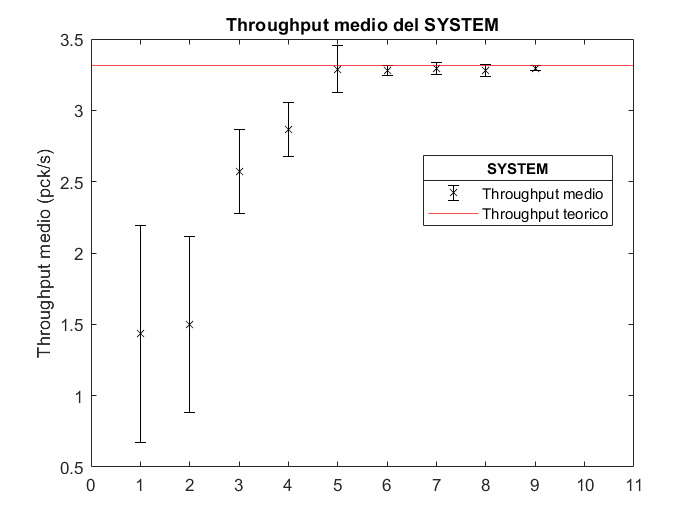 Throughput medio del SYSTEM
3.5
3
2.5
2
1.5
1
0.5
Throughput medio (pck/s)
SYSTEM
Throughput medio
Throughput teorico
0 1 2 3 4 5 6 7 8 9 10 11